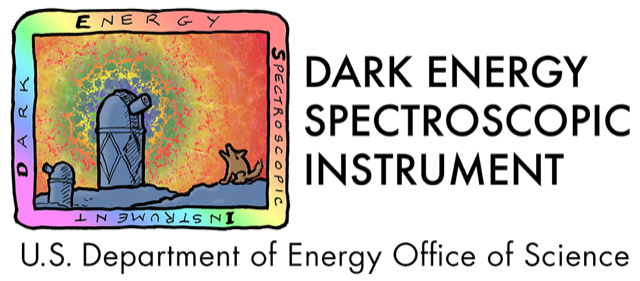 DARK ENERGY SPECTROSCOPIC INSTRUMENT
DARK ENERGY
SPECTROSCOPIC
INSTRUMENT
U.S. Department of Energy Office of Science